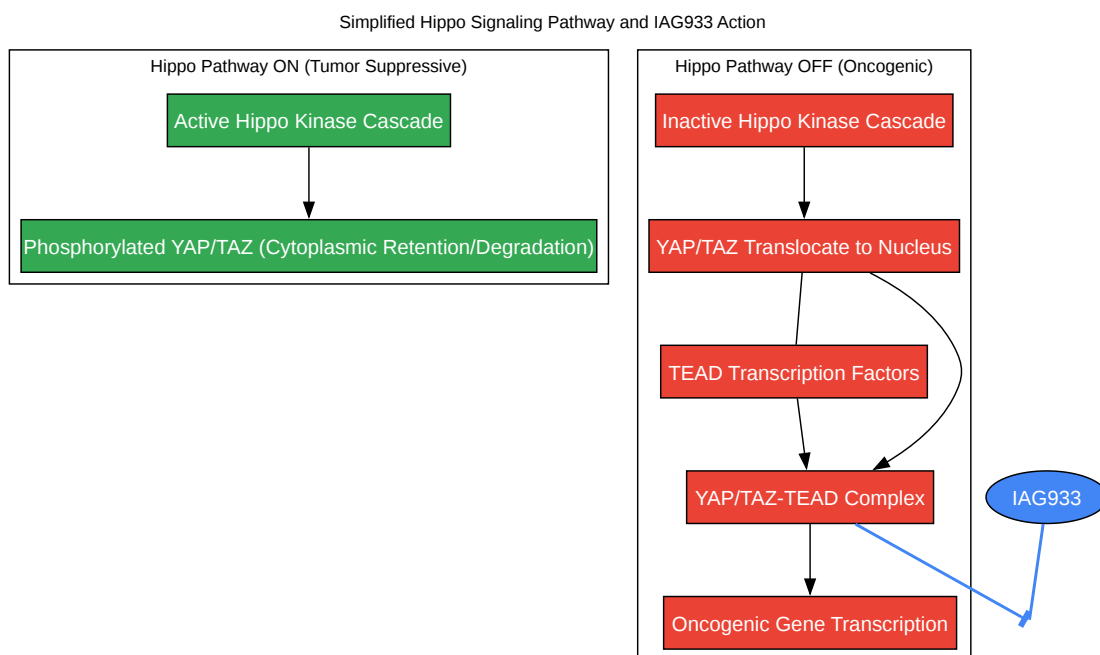 Simplified Hippo Signaling Pathway and IAG933 Action
Hippo Pathway ON (Tumor Suppressive)
Active Hippo Kinase Cascade
Phosphorylated YAP/TAZ (Cytoplasmic Retention/Degradation)
Hippo Pathway OFF (Oncogenic)
Inactive Hippo Kinase Cascade
YAP/TAZ Translocate to Nucleus
TEAD Transcription Factors
YAP/TAZ-TEAD Complex
IAG933
Oncogenic Gene Transcription